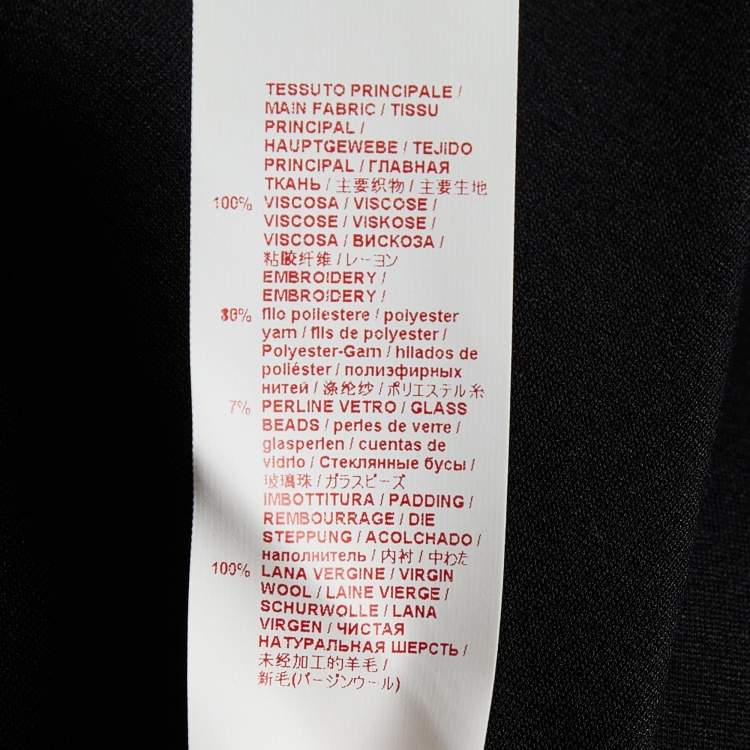 TESSUTO PRINCIPALE /
MAIN FABRIC / TISSU
PRINCIPAL /
HAUPTGEWEBE / TEJIDO
PRINCIPAL / ГЛАВНАЯ
ТКАНЬ / 主要织物 / 主要生地
100% VISCOSA / VISCOSE /
VISCOSE / VISKOSE /
VISCOSA / ВИСКОЗА /
粘胶纤维 / レーヨン
EMBROIDERY /
EMBROIDERY /
80% filo poliestere / polyester
yarn / fils de polyester /
Polyester-Garn / hilados de
poliéster / полиэфирных
нитей / 涤纶纱 / ポリエステル糸
7% PERLINE VETRO / GLASS
BEADS / perles de verre /
glasperlen / cuentas de
vidrio / Стеклянные бусы /
玻璃珠 / ガラスビーズ
IMBOTTITURA / PADDING /
REMBOURRAGE / DIE
STEPPUNG / ACOLCHADO /
наполнитель / 内衬 / 中わた
100% LANA VERGINE / VIRGIN
WOOL / LAINE VIERGE /
SCHURWOLLE / LANA
VIRGEN / ЧИСТАЯ
НАТУРАЛЬНАЯ ШЕРСТЬ /
未经加工的羊毛 /
新毛(バージンウール)